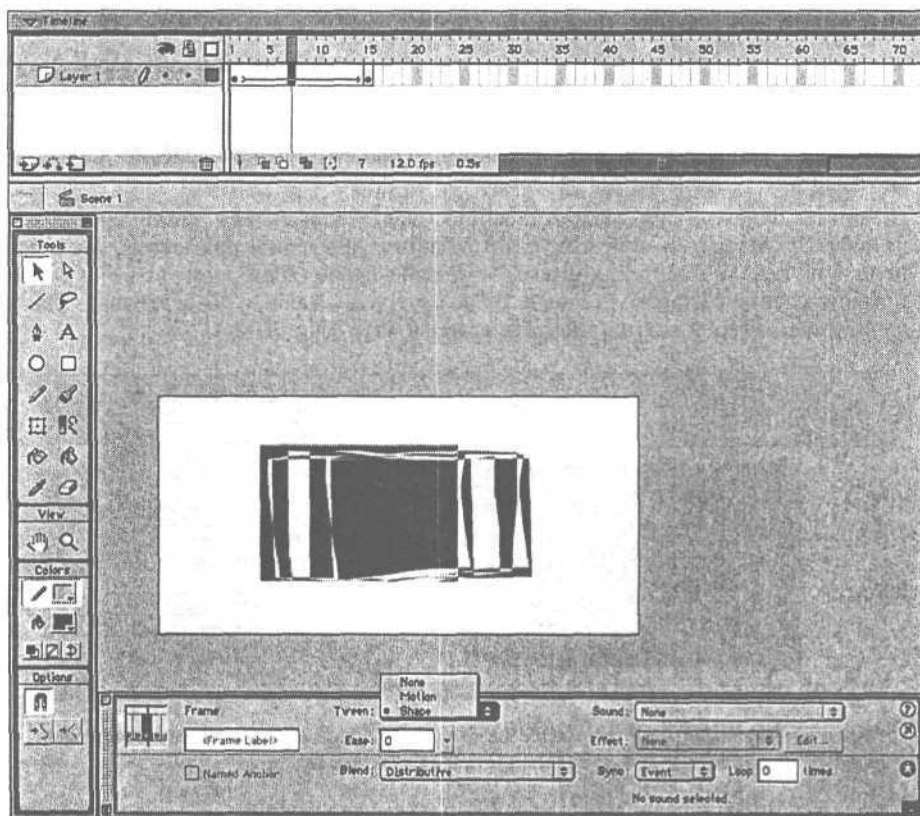 Timeline
1 5 10 15 20 25 30 35 40 45 50 55 60 65 70
Layer 1
7 12.0 fps 0.5s
Scene 1
Tools
A
View
Colors
Options
None
Motion
Shape
Frame
Tween:
Sound: None
<Frame Label>
Ease: 0
Effect: None Edit...
Named Anchor
Blend: Distributive
Sync: Event Loop 0 times
No sound selected.